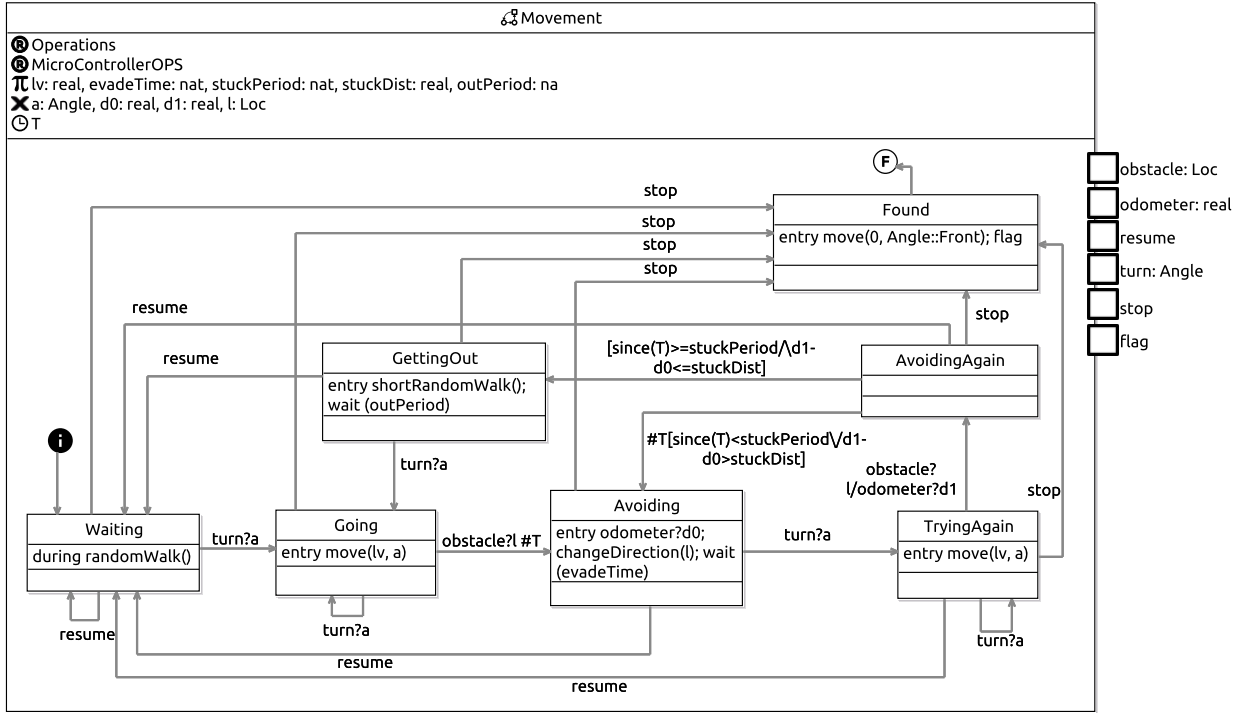 Movement
R Operations
R MicroControllerOPS
π lv: real, evadeTime: nat, stuckPeriod: nat, stuckDist: real, outPeriod: na
X a: Angle, d0: real, d1: real, l: Loc
T
F
obstacle: Loc
odometer: real
resume
turn: Angle
stop
flag
stop
Found
entry move(0, Angle::Front); flag
stop
stop
stop
resume
stop
resume
GettingOut
entry shortRandomWalk();
wait (outPeriod)
[since(T)>=stuckPeriod/\d1-
d0<=stuckDist]
AvoidingAgain
i
turn?a
#T[since(T)<stuckPeriod\/d1-
d0>stuckDist]
obstacle?
l/odometer?d1
stop
Waiting
during randomWalk()
turn?a
Going
entry move(lv, a)
obstacle?l #T
Avoiding
entry odometer?d0;
changeDirection(l); wait
(evadeTime)
turn?a
TryingAgain
entry move(lv, a)
resume
turn?a
turn?a
resume
resume